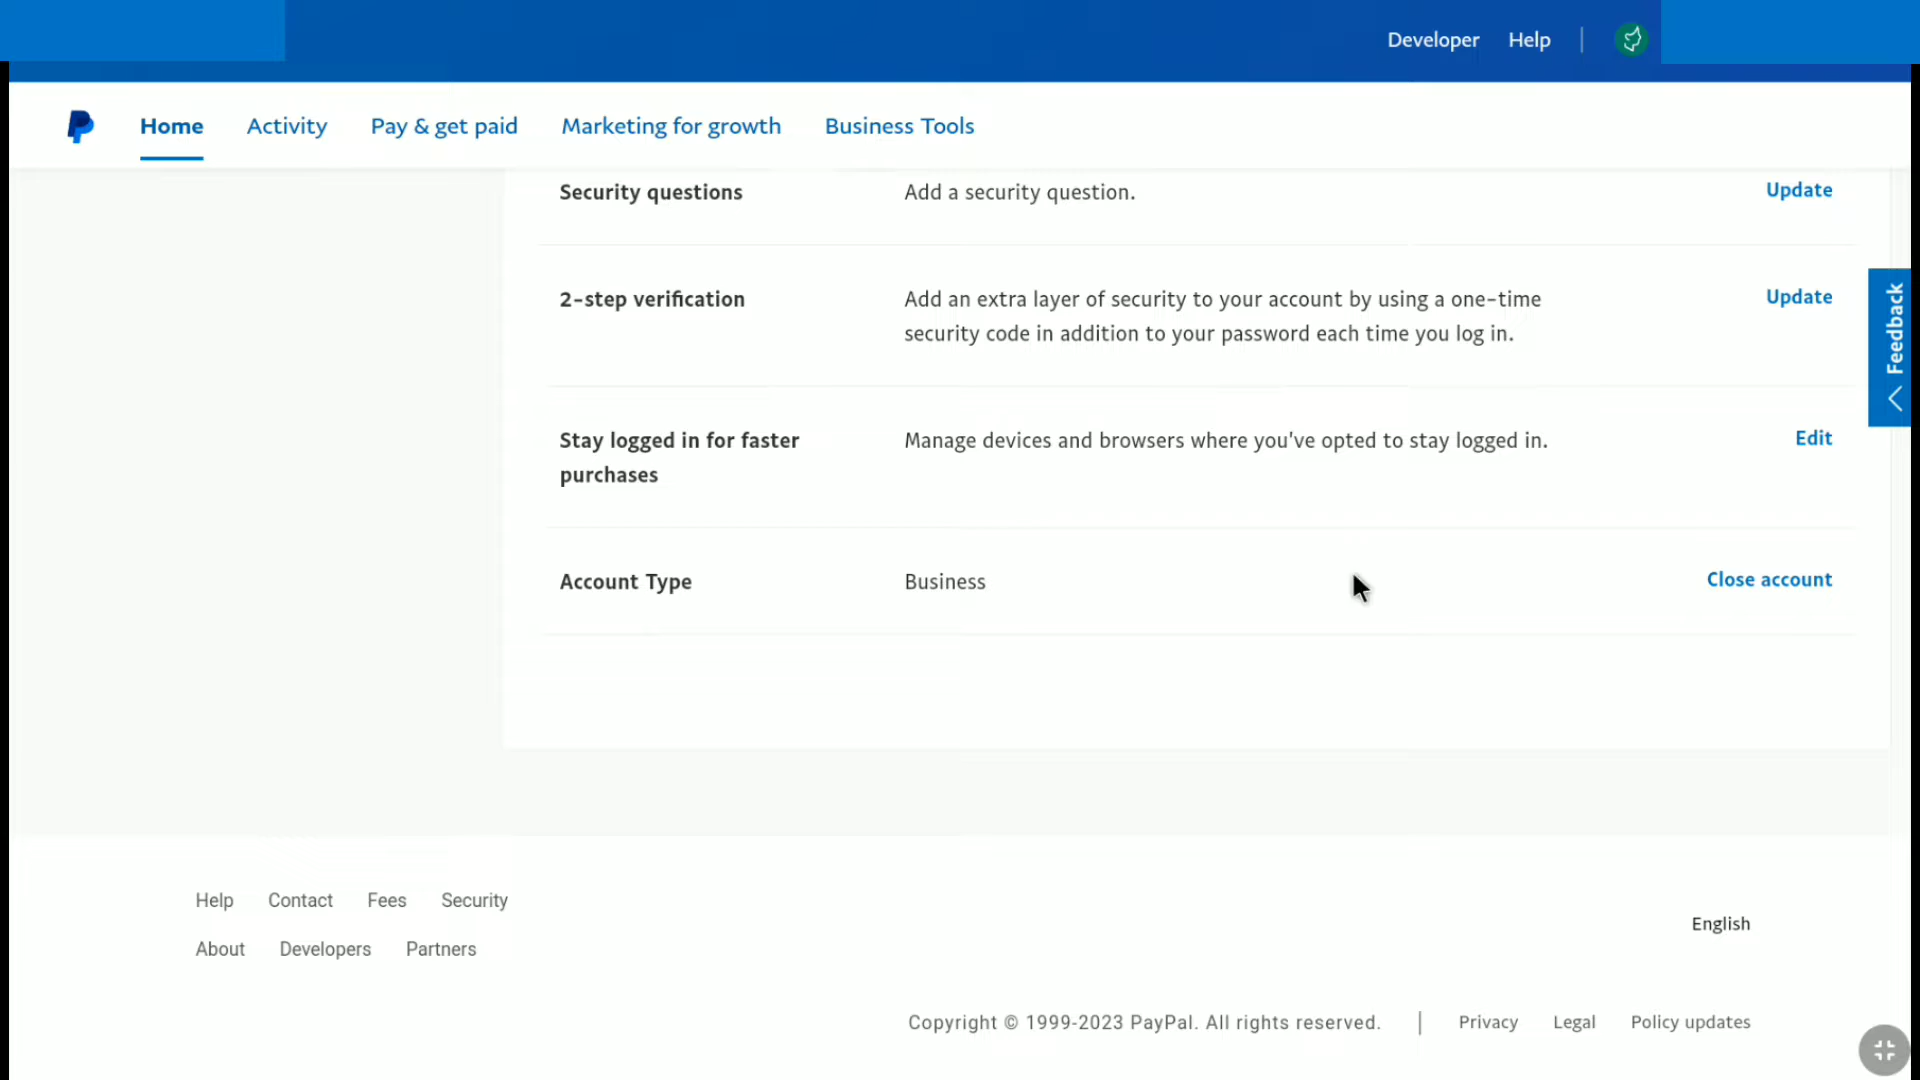 Developer Help
Home Activity Pay & get paid Marketing for growth Business Tools
Security questions Add a security question. Update
2-step verification Add an extra layer of security to your account by using a one-time Update
security code in addition to your password each time you log in.
Feedback
Stay logged in for faster Manage devices and browsers where you've opted to stay logged in. Edit
purchases
Account Type Business Close account
Help Contact Fees Security
English
About Developers Partners
Copyright © 1999-2023 PayPal. All rights reserved. | Privacy Legal Policy updates